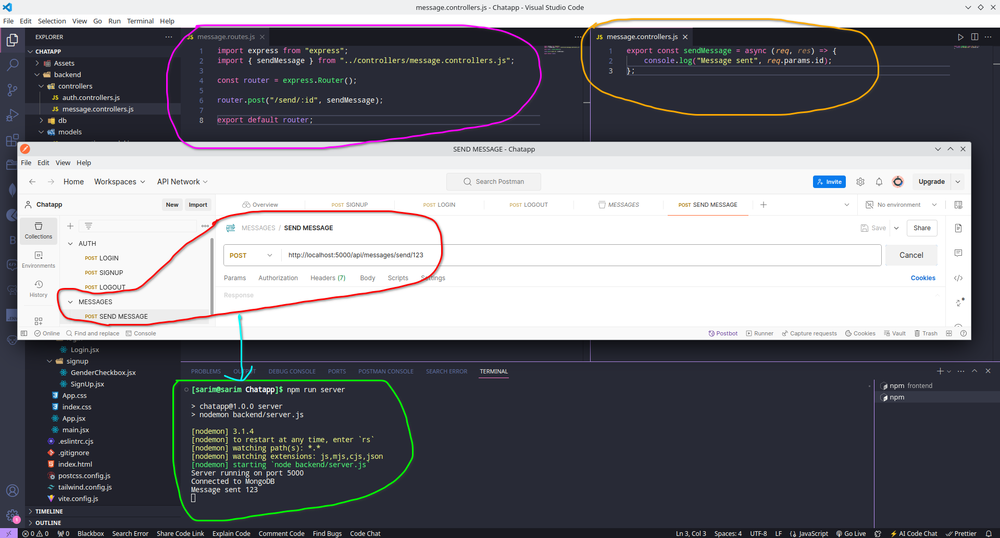 message.controllers.js - Chatapp - Visual Studio Code
File Edit Selection View Go Run Terminal Help
EXPLORER
CHATAPP
Assets
backend
controllers
JS auth.controllers.js
JS message.controllers.js
db
models
JS message.routes.js
1 import express from "express";
2 import { sendMessage } from "../controllers/message.controllers.js";
3
4 const router = express.Router();
5
6 router.post("/send/:id", sendMessage);
7
8 export default router;
JS message.controllers.js
1 export const sendMessage = async (req, res) => {
2 console.log("Message sent", req.params.id);
3 };
SEND MESSAGE - Chatapp
File Edit View Help
Home Workspaces API Network
Search Postman
Invite
Upgrade
Chatapp
New Import
Overview
POST SIGNUP
POST LOGIN
POST LOGOUT
MESSAGES
POST SEND MESSAGE
No environment
Collections
Environments
History
AUTH
POST LOGIN
POST SIGNUP
POST LOGOUT
MESSAGES
POST SEND MESSAGE
HTTP MESSAGES / SEND MESSAGE
Save
Share
POST http://localhost:5000/api/messages/send/123
Cancel
Params Authorization Headers (7) Body Scripts Settings
Cookies
Response
Online Find and replace Console
Postbot Runner Capture requests Cookies Vault Trash
.ENV
Login.jsx
signup
GenderCheckbox.jsx
SignUp.jsx
App.css
index.css
App.jsx
main.jsx
.eslintrc.cjs
.gitignore
index.html
postcss.config.js
tailwind.config.js
vite.config.js
TIMELINE
OUTLINE
PROBLEMS OUTPUT DEBUG CONSOLE PORTS POSTMAN CONSOLE SEARCH ERROR TERMINAL
[sarim@sarim Chatapp]$ npm run server
> chatapp@1.0.0 server
> nodemon backend/server.js
[nodemon] 3.1.4
[nodemon] to restart at any time, enter `rs`
[nodemon] watching path(s): *.*
[nodemon] watching extensions: js,mjs,cjs,json
[nodemon] starting `node backend/server.js`
Server running on port 5000
Connected to MongoDB
Message sent 123
npm frontend
npm
1
0 0 0 Blackbox Search Error Share Code Link Explain Code Comment Code Find Bugs Code Chat
Ln 3, Col 3 Spaces: 4 UTF-8 LF {} JavaScript Go Live AI Code Chat Prettier